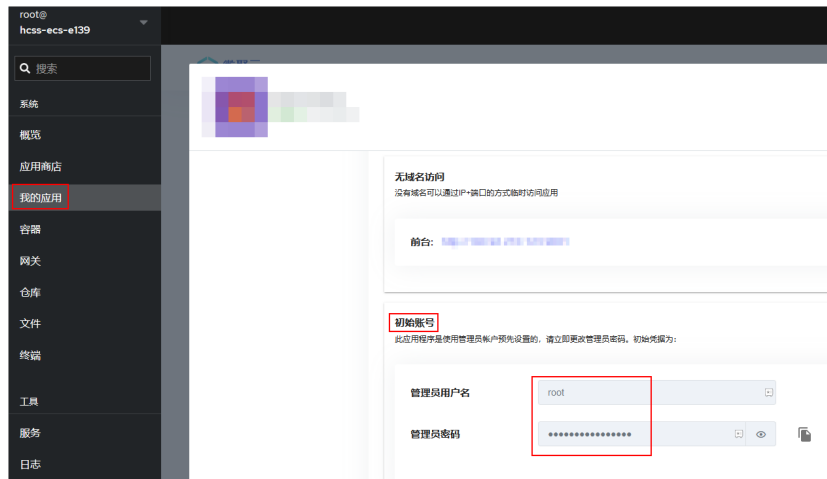 root@
hcss-ecs-e139
搜索
系统
概览
应用商店
我的应用
容器
网关
仓库
文件
终端
工具
服务
日志
无域名访问
没有域名可以通过IP+端口的方式临时访问应用
前台：
初始账号
此应用程序是使用管理员帐户预先设置的，请立即更改管理员密码。初始凭据为：
管理员用户名
root
管理员密码
••••••••••••••••